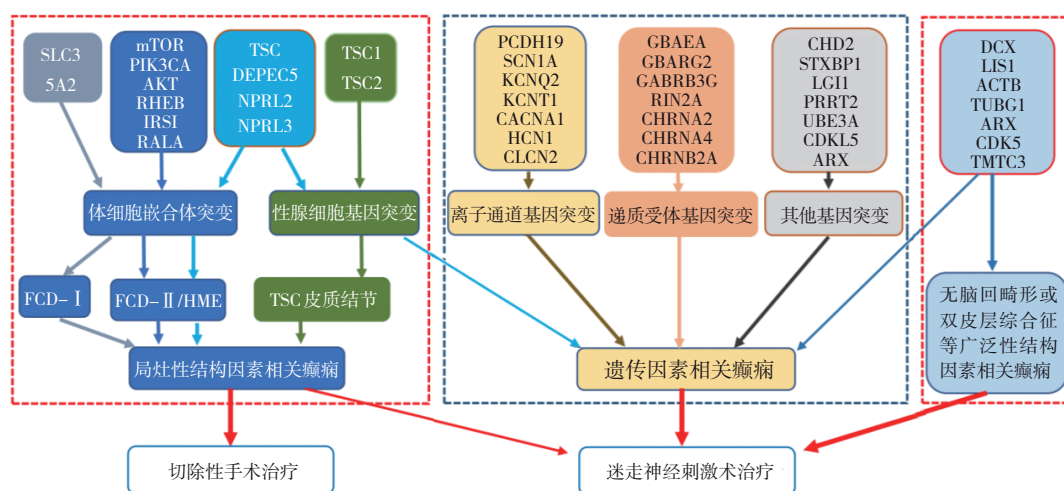 SLC3
5A2
mTOR
PIK3CA
AKT
RHEB
IRSI
RALA
TSC
DEPEC5
NPRL2
NPRL3
TSC1
TSC2
PCDH19
SCN1A
KCNQ2
KCNT1
CACNA1
HCN1
CLCN2
GBAEA
GBARG2
GABRB3G
RIN2A
CHRNA2
CHRNA4
CHRNB2A
CHD2
STXBP1
LGI1
PRRT2
UBE3A
CDKL5
ARX
DCX
LIS1
ACTB
TUBG1
ARX
CDK5
TMTC3
体细胞嵌合体突变
性腺细胞基因突变
离子通道基因突变
递质受体基因突变
其他基因突变
FCD-Ⅰ
FCD-Ⅱ/HME
TSC皮质结节
无脑回畸形或
双皮层综合征
等广泛性结构
因素相关癫痫
局灶性结构因素相关癫痫
遗传因素相关癫痫
切除性手术治疗
迷走神经刺激术治疗